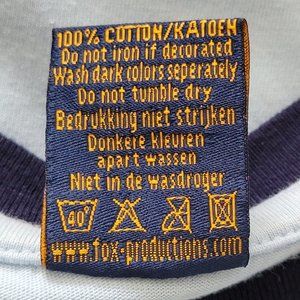 100% COTTON/KATOEN
Do not iron if decorated
Wash dark colors seperately
Do not tumble dry
Bedrukking niet strijken
Donkere kleuren
apart wassen
Niet in de wasdroger
40°
www.fox-productions.com